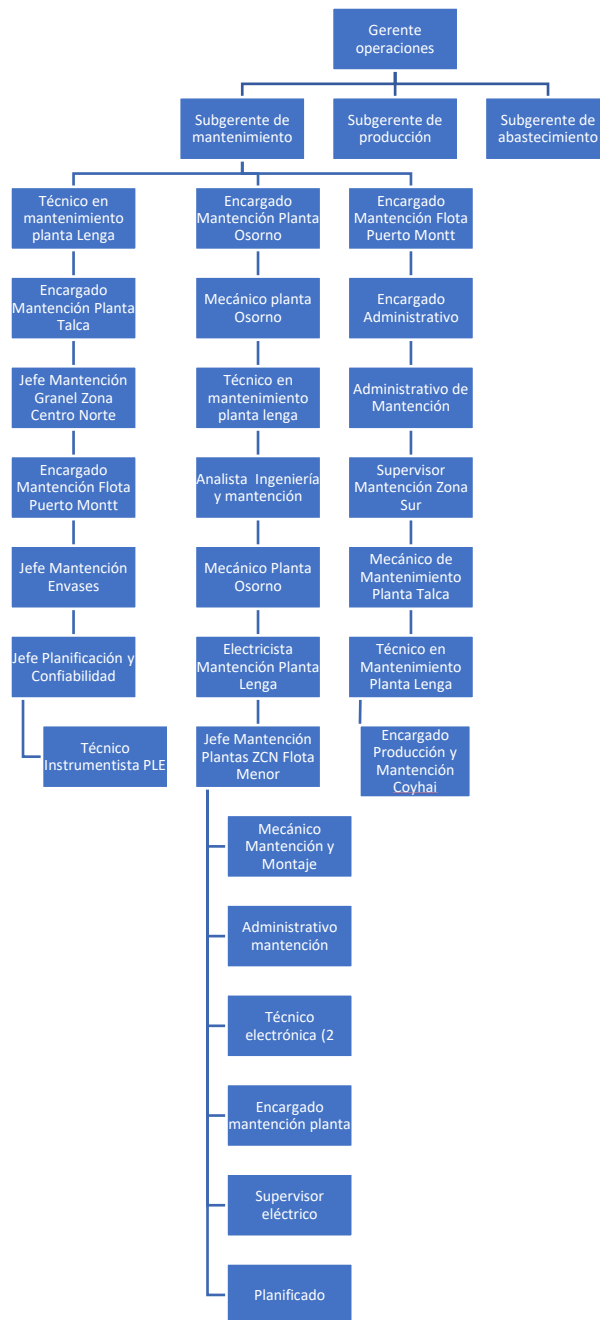 Gerente
operaciones
Subgerente de
mantenimiento
Subgerente de
producción
Subgerente de
abastecimiento
Técnico en
mantenimiento
planta Lenga
Encargado
Mantención Planta
Osorno
Encargado
Mantención Flota
Puerto Montt
Encargado
Mantención Planta
Talca
Mecánico planta
Osorno
Encargado
Administrativo
Jefe Mantención
Granel Zona
Centro Norte
Técnico en
mantenimiento
planta lenga
Administrativo de
Mantención
Encargado
Mantención Flota
Puerto Montt
Analista Ingeniería
y mantención
Supervisor
Mantención Zona
Sur
Jefe Mantención
Envases
Mecánico Planta
Osorno
Mecánico de
Mantenimiento
Planta Talca
Jefe Planificación y
Confiabilidad
Electricista
Mantención Planta
Lenga
Técnico en
Mantenimiento
Planta Lenga
Técnico
Instrumentista PLE
Jefe Mantención
Plantas ZCN Flota
Menor
Encargado
Producción y
Mantención
Coyhai
Mecánico
Mantención y
Montaje
Administrativo
mantención
Técnico
electrónica (2
Encargado
mantención planta
Supervisor
eléctrico
Planificado